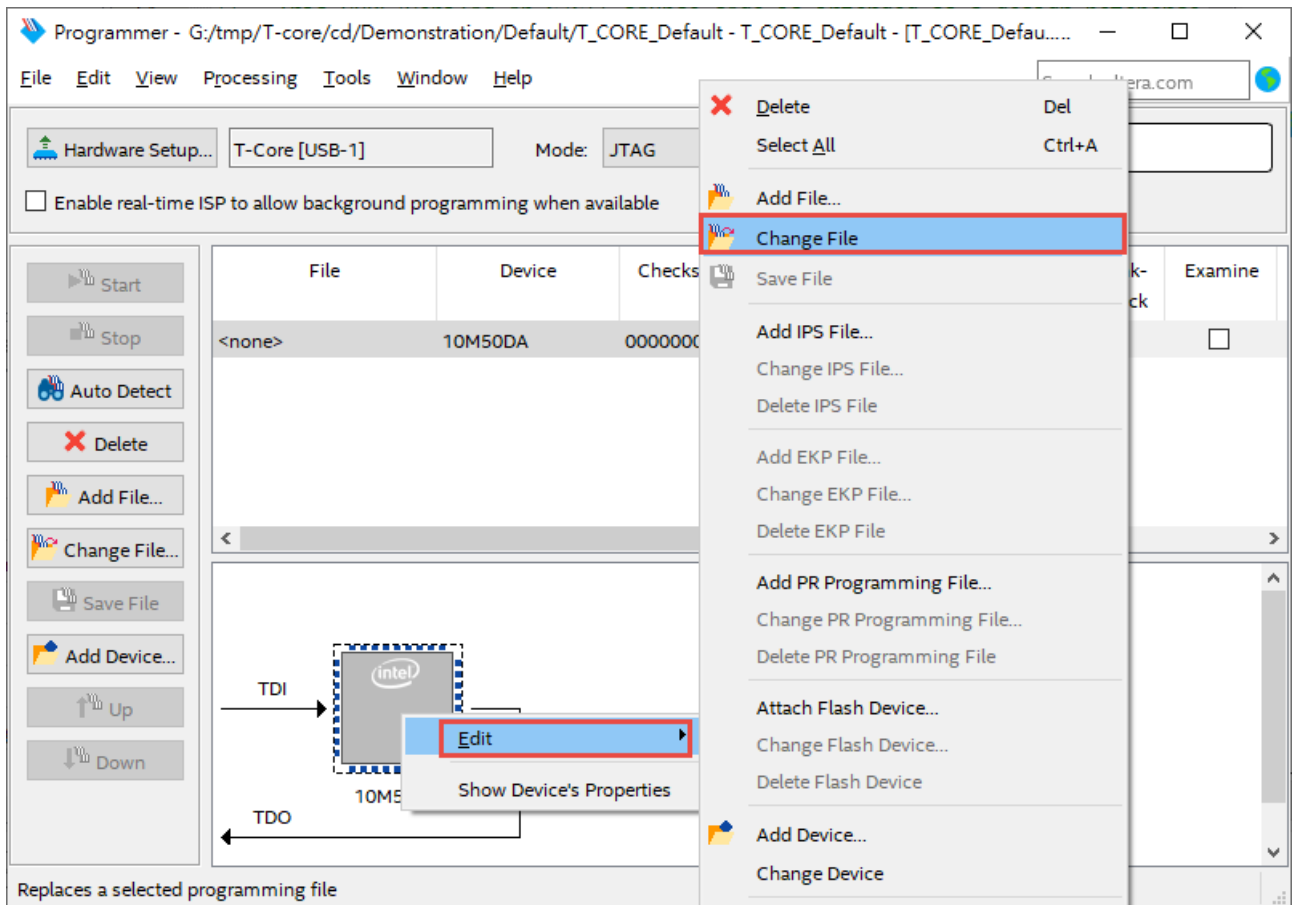 Programmer - G:/tmp/T-core/cd/Demonstration/Default/T_CORE_Default - T_CORE_Default - [T_CORE_Defau.....
File Edit View Processing Tools Window Help
Hardware Setup... T-Core [USB-1] Mode: JTAG
Enable real-time ISP to allow background programming when available
Start
Stop
Auto Detect
Delete
Add File...
Change File...
Save File
Add Device...
Up
Down
File Device Checks Examine
<none> 10M50DA 0000000
TDI
intel
TDO
Edit
Show Device's Properties
Delete Del
Select All Ctrl+A
Add File...
Change File
Save File
Add IPS File...
Change IPS File...
Delete IPS File
Add EKP File...
Change EKP File...
Delete EKP File
Add PR Programming File...
Change PR Programming File...
Delete PR Programming File
Attach Flash Device...
Change Flash Device...
Delete Flash Device
Add Device...
Change Device
Replaces a selected programming file